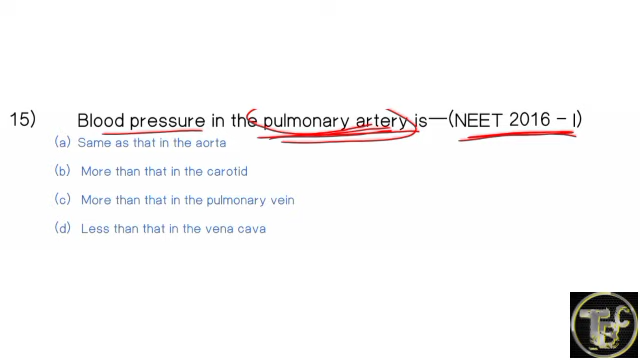 15) Blood pressure in the pulmonary artery is—(NEET 2016 - I)
(a) Same as that in the aorta
(b) More than that in the carotid
(c) More than that in the pulmonary vein
(d) Less than that in the vena cava